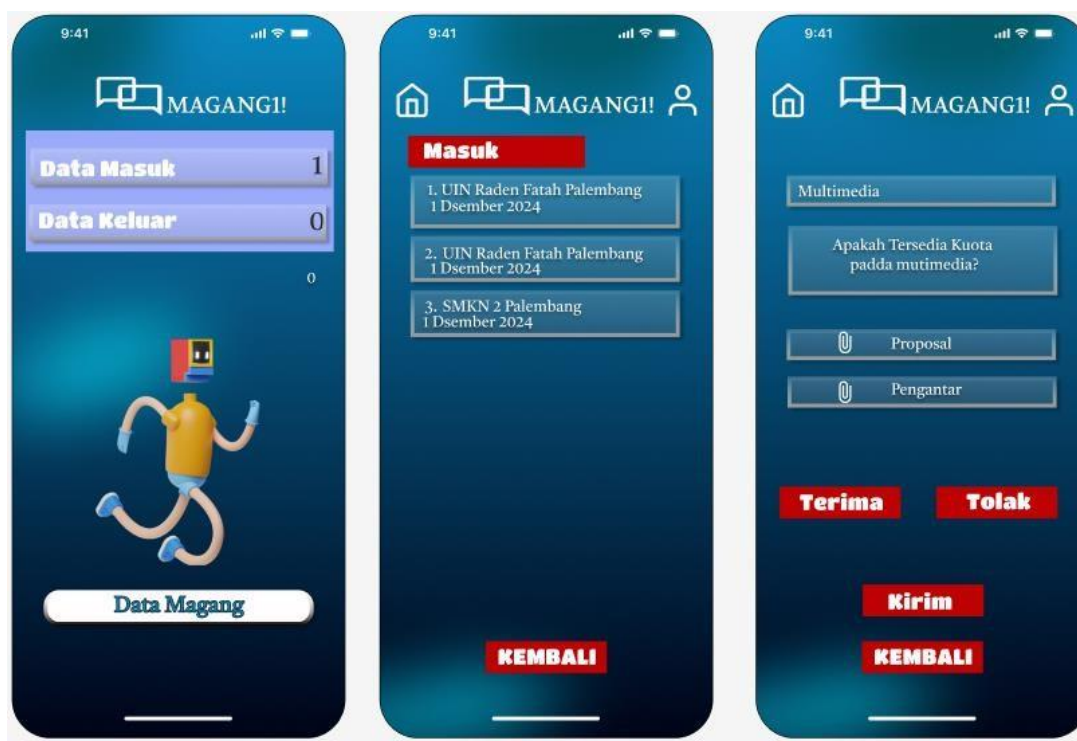 9:41
MAGANG1!
Data Masuk 1
Data Keluar 0
0
Data Magang
9:41
MAGANG1!
Masuk
1. UIN Raden Fatah Palembang
1 Dsember 2024
2. UIN Raden Fatah Palembang
1 Dsember 2024
3. SMKN 2 Palembang
1 Dsember 2024
KEMBALI
9:41
MAGANG1!
Multimedia
Apakah Tersedia Kuota
padda mutimedia?
Proposal
Pengantar
Terima Tolak
Kirim
KEMBALI